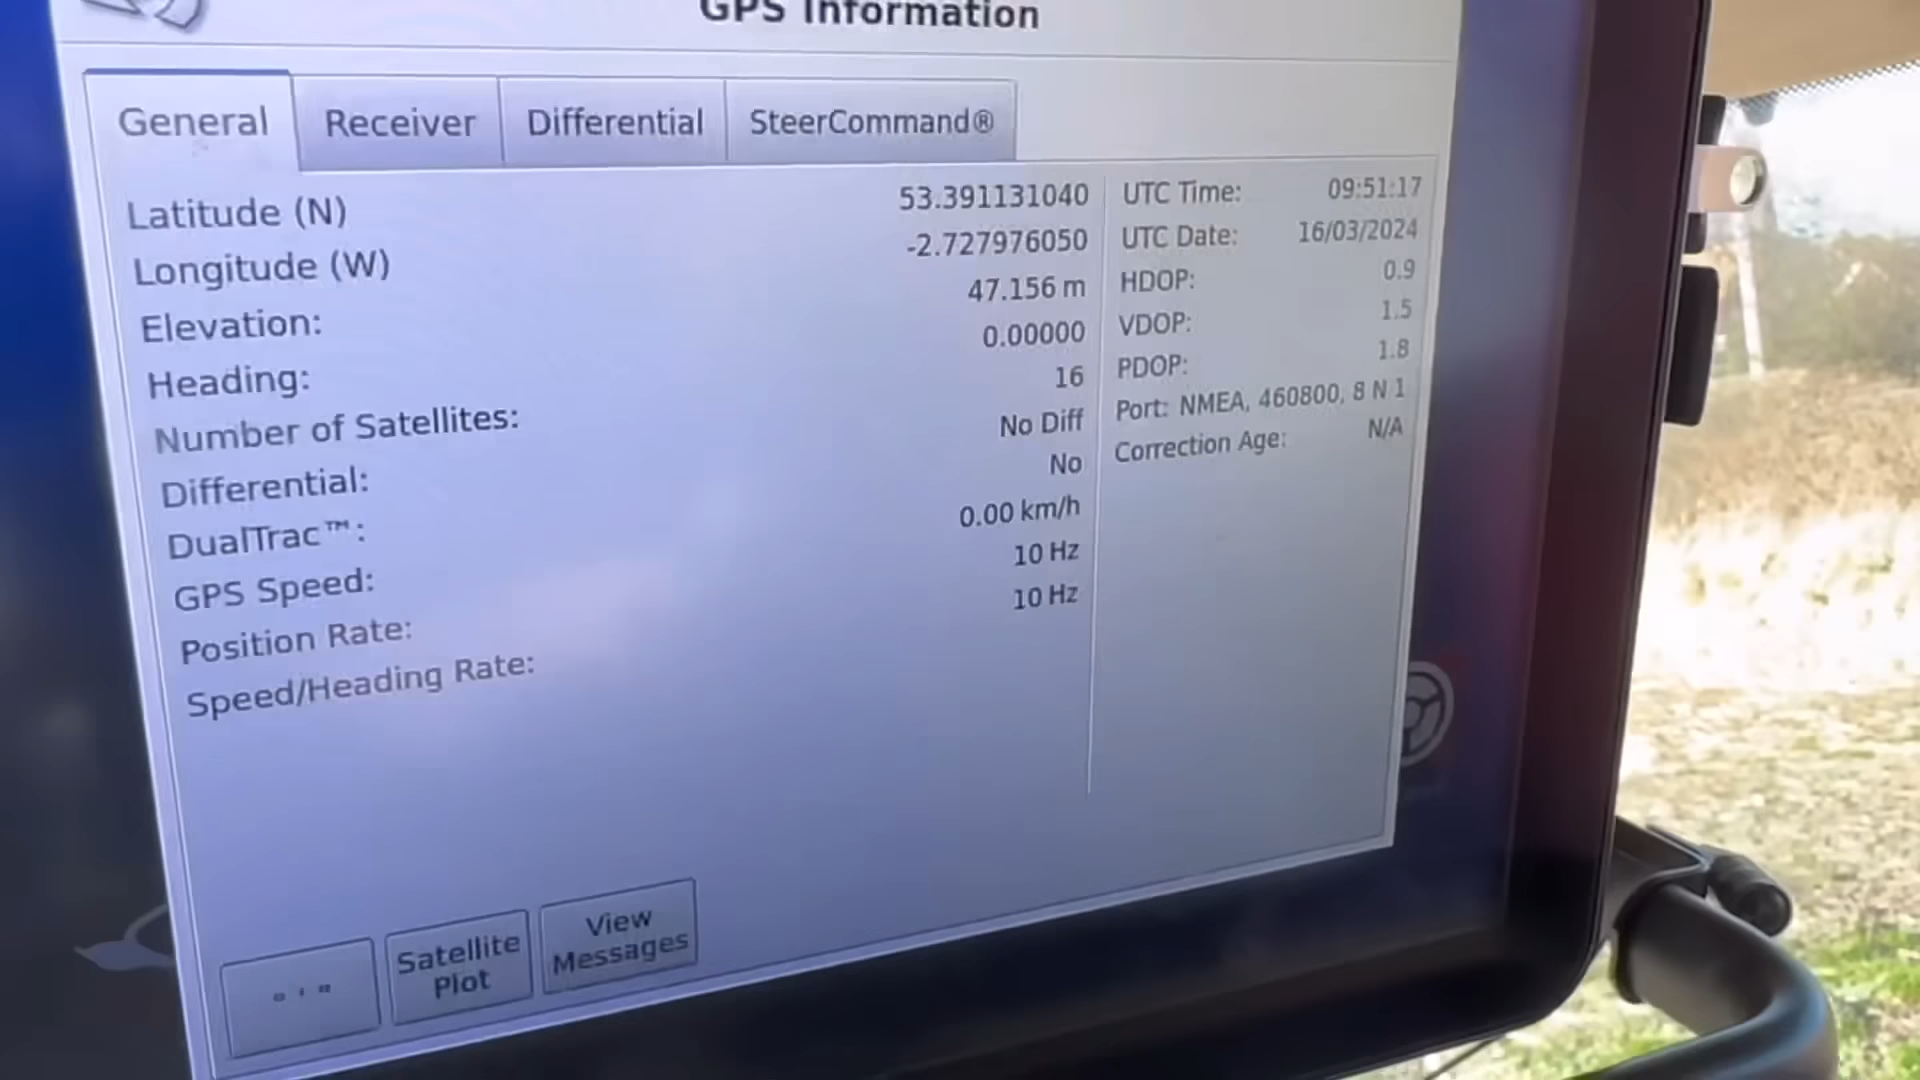 GPS Information
General Receiver Differential SteerCommand®
Latitude (N) 53.391131040
Longitude (W) -2.727976050
Elevation: 47.156 m
Heading: 0.00000
Number of Satellites: 16
Differential: No Diff
DualTrac™: No
GPS Speed: 0.00 km/h
Position Rate: 10 Hz
Speed/Heading Rate: 10 Hz
UTC Time: 09:51:17
UTC Date: 16/03/2024
HDOP: 0.9
VDOP: 1.5
PDOP: 1.8
Port: NMEA, 460800, 8 N 1
Correction Age: N/A
Satellite
Plot
View
Messages